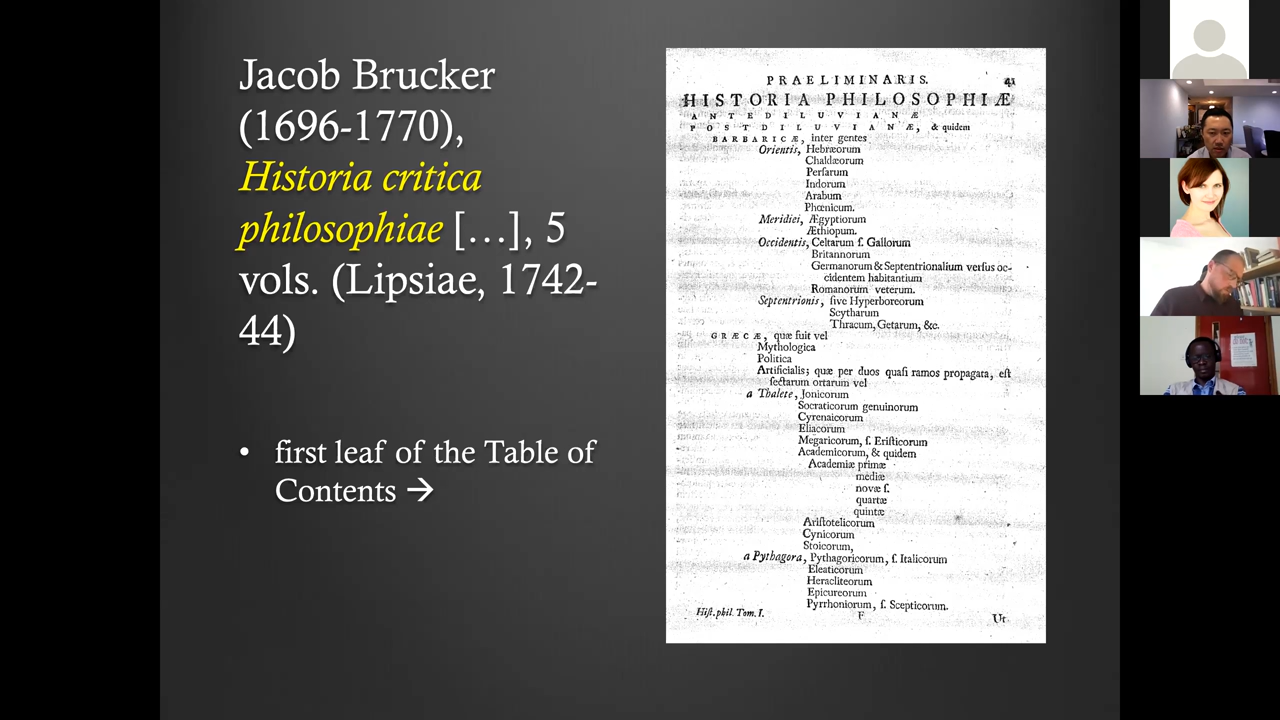 Jacob Brucker
(1696-1770),
Historia critica
philosophiae […], 5
vols. (Lipsiae, 1742-
44)
• first leaf of the Table of
Contents →
PRAELIMINARIS. 41
HISTORIA PHILOSOPHIÆ
ANTEDILUVIANÆ
POSTDILUVIANÆ, & quidem
BARBARICÆ, inter gentes
Orientis, Hebræorum
Chaldæorum
Perſarum
Indorum
Arabum
Phœnicum.
Meridiei, Ægyptiorum
Æthiopum.
Occidentis, Celtarum ſ. Gallorum
Britannorum
Germanorum & Septentrionalium verſus oc-
cidentem habitantium
Romanorum veterum.
Septentrionis, ſive Hyperboreorum
Scytharum
Thracum, Getarum, &c.
GRÆCÆ, quæ fuit vel
Mythologica
Politica
Artificialis; quæ per duos quaſi ramos propagata, eſt
ſectarum ortarum vel
a Thalete, Jonicorum
Socraticorum genuinorum
Cyrenaicorum
Eliacorum
Megaricorum, ſ. Eriſticorum
Academicorum, & quidem
Academiæ primæ
mediæ
novæ ſ.
quartæ
quintæ
Ariſtotelicorum
Cynicorum
Stoicorum,
a Pythagora, Pythagoricorum, ſ. Italicorum
Eleaticorum
Heracliteorum
Epicureorum
Pyrrhoniorum, ſ. Scepticorum.
Hiſt. phil. Tom. I. F Ut